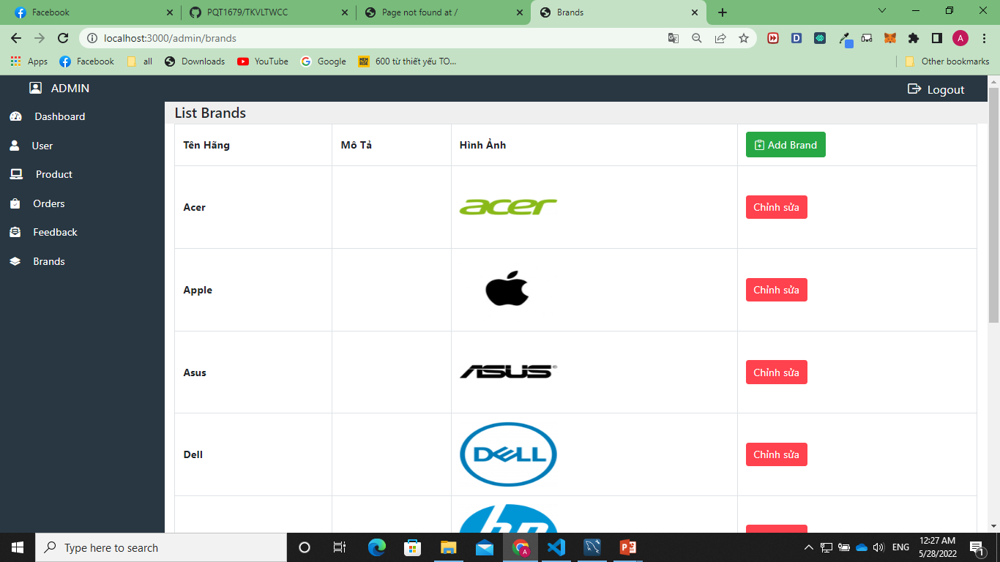 Facebook
PQT1679/TKVLTWCC
Page not found at /
Brands
localhost:3000/admin/brands
A
Apps
Facebook
all
Downloads
YouTube
Google
600 từ thiết yếu TO...
Other bookmarks
ADMIN
Logout
Dashboard
User
Product
Orders
Feedback
Brands
List Brands
Tên Hãng
Mô Tả
Hình Ảnh
Add Brand
Acer
acer
Chỉnh sửa
Apple
Chỉnh sửa
Asus
ASUS®
Chỉnh sửa
Dell
DELL
Chỉnh sửa
hp
Type here to search
ENG
12:27 AM
5/28/2022
1